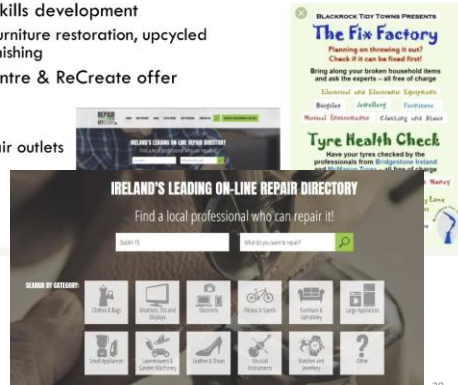 kills development
urniture restoration, upcycled
nishing
ntre & ReCreate offer
air outlets
BLACKROCK TIDY TOWNS PRESENTS
The Fix Factory
Planning on throwing it out?
Check if it can be fixed first!
Bring along your broken household items
and ask the experts – all free of charge
Electrical and Electronic Equipment
Bicycles Jewellery Furniture
Musical Instruments Clothing and Shoes
Tyre Health Check
Have your tyres checked by the
professionals from Bridgestone Ireland
REPAIR
IRELAND'S LEADING ON-LINE REPAIR DIRECTORY
IRELAND'S LEADING ON-LINE REPAIR DIRECTORY
Find a local professional who can repair it!
Dublin 15
What do you want to repair?
SEARCH BY CATEGORY:
Clothes & Bags
Monitors, TVs and
Displays
Electronic
Fitness & Sports
Furniture &
Upholstery
Large Appliances
Small Appliances
Lawnmowers &
Garden Machinery
Leather & Shoes
Musical
Instruments
Watches and
Jewellery
Other